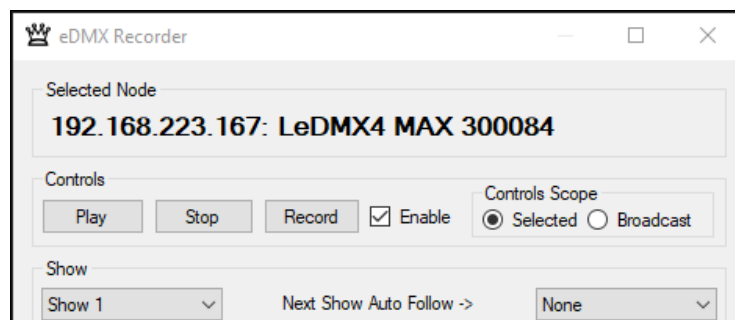 eDMX Recorder
Selected Node
192.168.223.167: LeDMX4 MAX 300084
Controls
Play Stop Record Enable
Controls Scope
Selected Broadcast
Show
Show 1 Next Show Auto Follow -> None